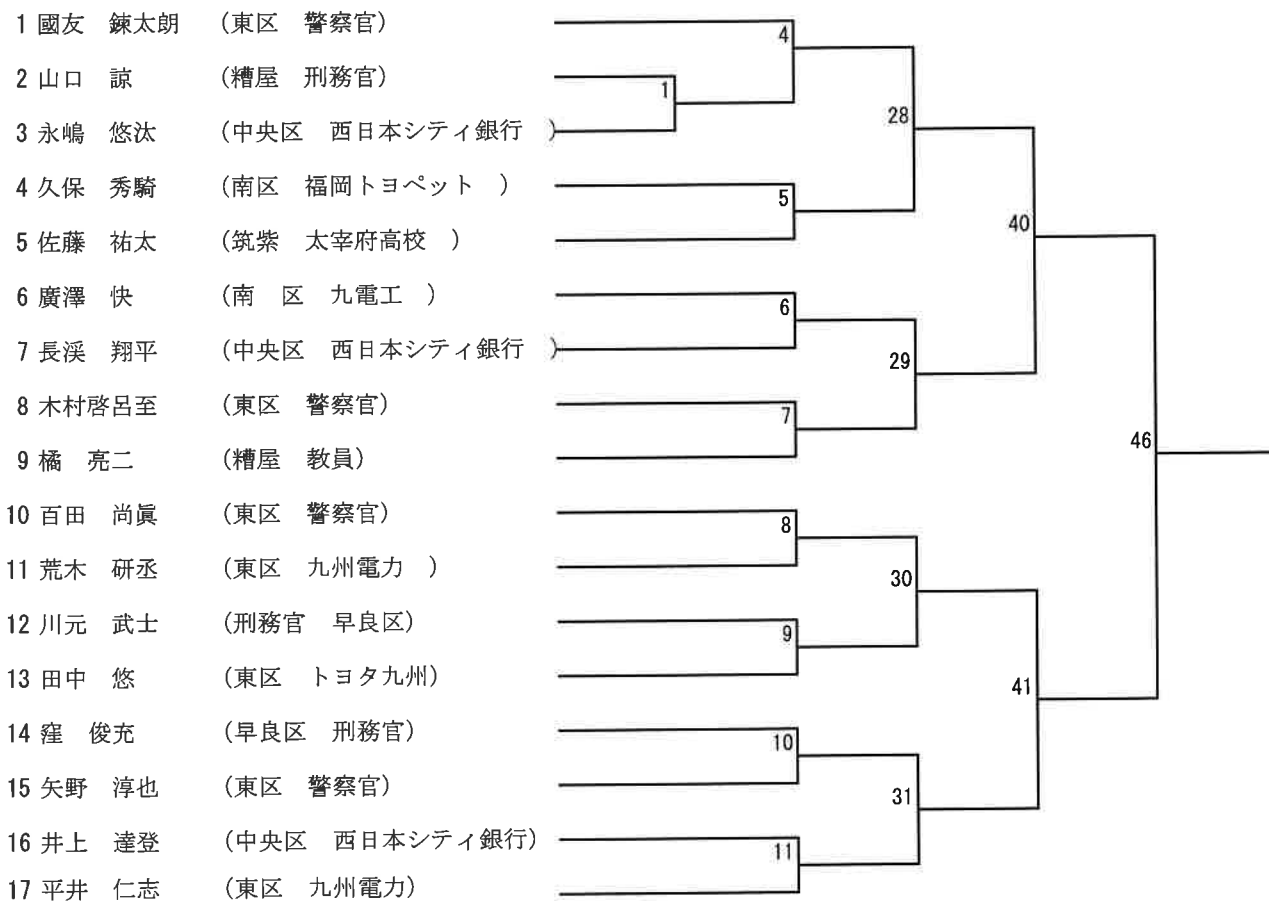 1 國友　錬太朗　(東区　警察官)
2 山口　諒　(糟屋　刑務官)
3 永嶋　悠汰　(中央区　西日本シティ銀行　)
4 久保　秀騎　(南区　福岡トヨペット　)
5 佐藤　祐太　(筑紫　太宰府高校　)
6 廣澤　快　(南　区　九電工　)
7 長渓　翔平　(中央区　西日本シティ銀行　)
8 木村啓呂至　(東区　警察官)
9 橘　亮二　(糟屋　教員)
10 百田　尚眞　(東区　警察官)
11 荒木　研丞　(東区　九州電力　)
12 川元　武士　(刑務官　早良区)
13 田中　悠　(東区　トヨタ九州)
14 窪　俊充　(早良区　刑務官)
15 矢野　淳也　(東区　警察官)
16 井上　達登　(中央区　西日本シティ銀行)
17 平井　仁志　(東区　九州電力)
1
4
5
6
7
8
9
10
11
28
29
30
31
40
41
46